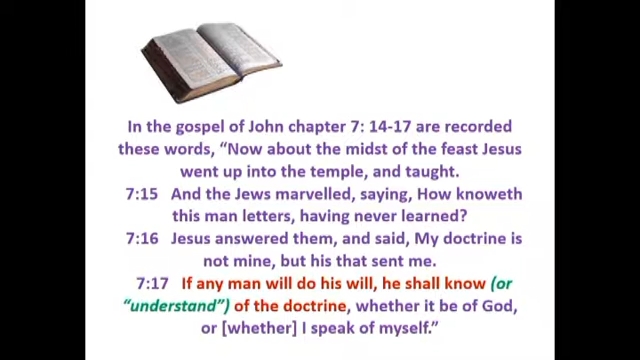 In the gospel of John chapter 7: 14-17 are recorded
these words, “Now about the midst of the feast Jesus
went up into the temple, and taught.
7:15 And the Jews marvelled, saying, How knoweth
this man letters, having never learned?
7:16 Jesus answered them, and said, My doctrine is
not mine, but his that sent me.
7:17 If any man will do his will, he shall know (or
“understand”) of the doctrine, whether it be of God,
or [whether] I speak of myself.”